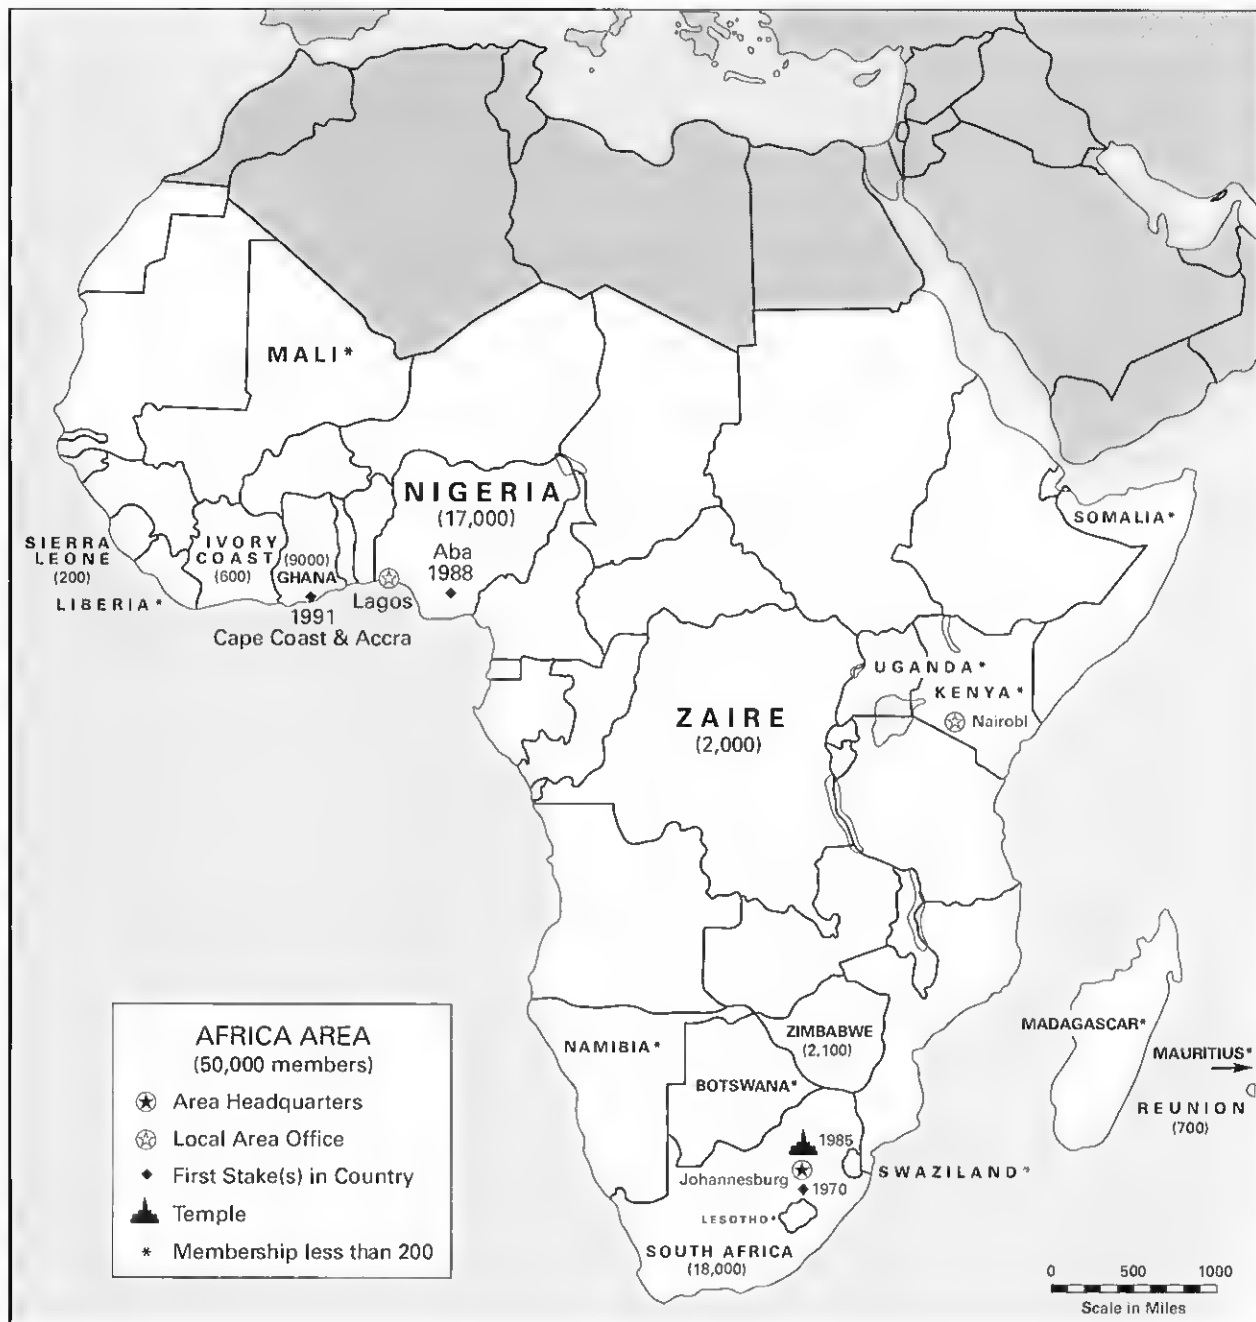 MALI*
NIGERIA
(17,000)
Aba
1988
SOMALIA*
SIERRA
LEONE
(200)
IVORY
COAST
(600)
(9000)
GHANA
LIBERIA*
Lagos
1991
Cape Coast & Accra
UGANDA*
KENYA*
Nairobl
ZAIRE
(2,000)
ZIMBABWE
(2,100)
NAMIBIA*
BOTSWANA*
MADAGASCAR*
MAURITIUS*
REUNION
(700)
1985
Johannesburg
1970
SWAZILAND*
LESOTHO*
SOUTH AFRICA
(18,000)
AFRICA AREA
(50,000 members)
Area Headquarters
Local Area Office
First Stake(s) in Country
Temple
* Membership less than 200
0 500 1000
Scale in Miles